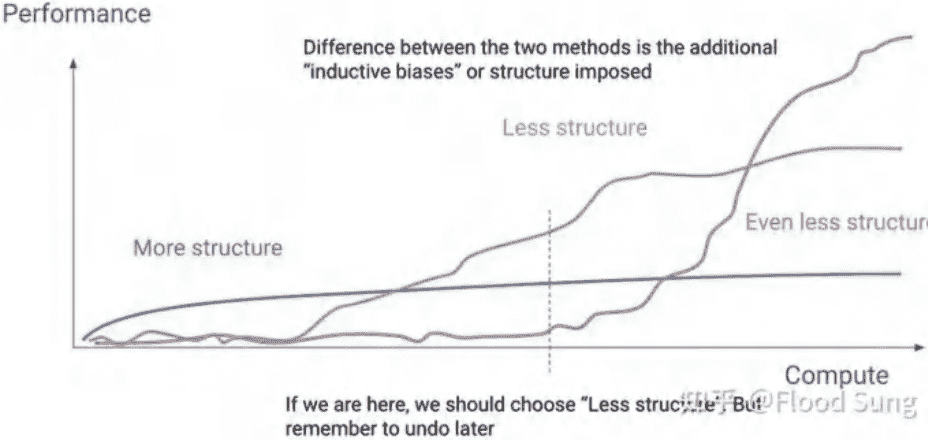 Performance
Difference between the two methods is the additional
"inductive biases" or structure imposed
Less structure
Even less structure
More structure
Compute
If we are here, we should choose "Less structure". But
remember to undo later
知乎 @Flood Sung